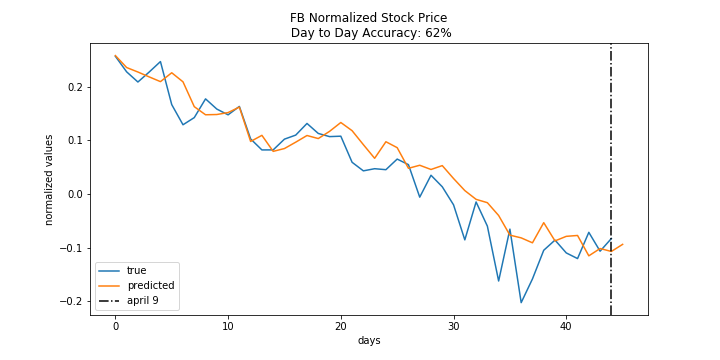 FB Normalized Stock Price
Day to Day Accuracy: 62%
normalized values
0.2
0.1
0.0
−0.1
−0.2
true
predicted
april 9
0 10 20 30 40
days